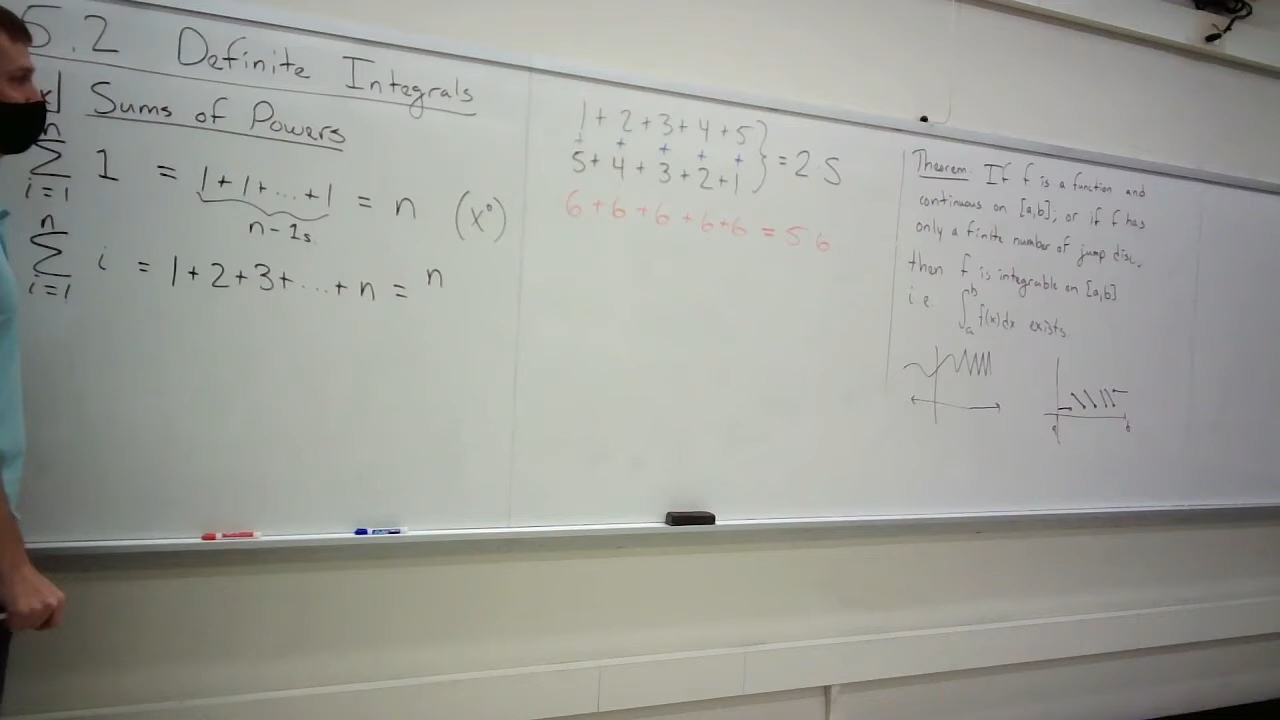 5.2 Definite Integrals
Sums of Powers
n
∑ 1 = 1+1+...+1 = n (x⁰)
i=1
n-1s
n
∑ i = 1+2+3+...+n = n
i=1
1+2+3+4+5
+ + + + +
5+4+3+2+1 } = 2S
6+6+6+6+6 = 5 6
Theorem: If f is a function and
continuous on [a,b]; or if f has
only a finite number of jump disc.
then f is integrable on [a,b]
i.e. ∫ₐᵇ f(x)dx exists.
a b